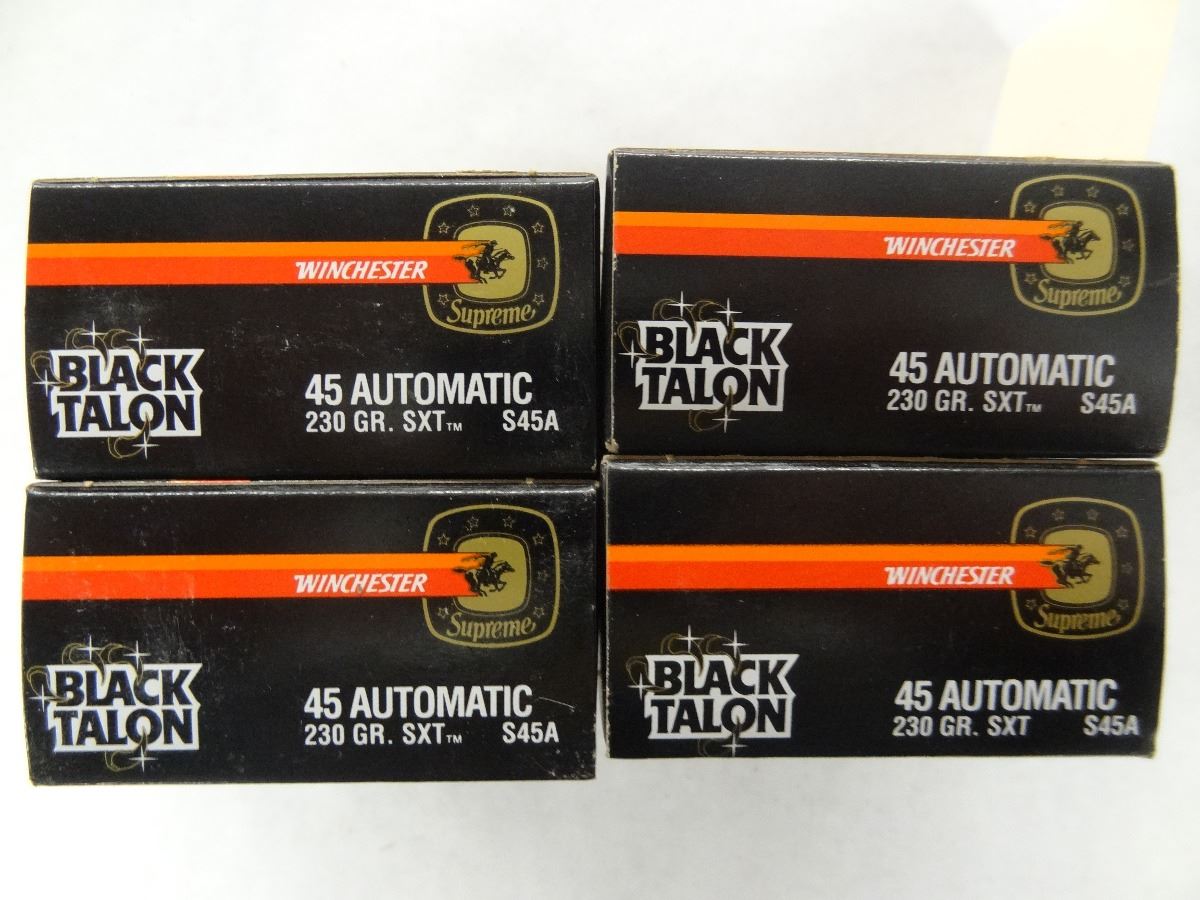 WINCHESTER
Supreme
BLACK
TALON
45 AUTOMATIC
230 GR. SXT™ S45A
WINCHESTER
Supreme
BLACK
TALON
45 AUTOMATIC
230 GR. SXT™ S45A
WINCHESTER
Supreme
BLACK
TALON
45 AUTOMATIC
230 GR. SXT™ S45A
WINCHESTER
Supreme
BLACK
TALON
45 AUTOMATIC
230 GR. SXT S45A